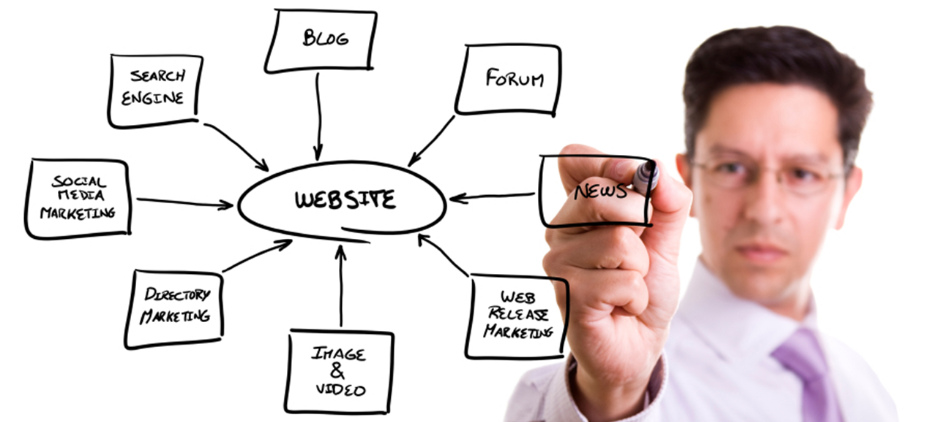 BLOG
SEARCH
ENGINE
FORUM
SOCIAL
MEDIA
MARKETING
WEBSITE
NEWS
DIRECTORY
MARKETING
WEB
RELEASE
MARKETING
IMAGE
&
VIDEO